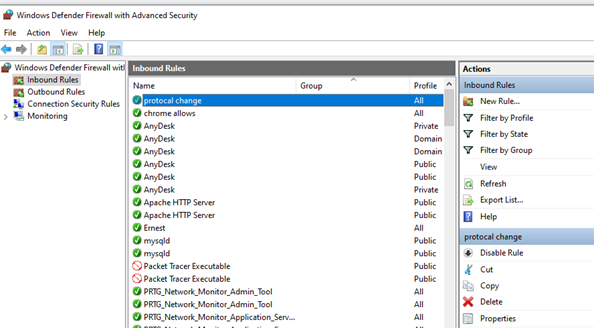 Windows Defender Firewall with Advanced Security
File Action View Help
Windows Defender Firewall with
Inbound Rules
Outbound Rules
Connection Security Rules
Monitoring
Inbound Rules
Name Group Profile
protocal change All
chrome allows All
AnyDesk Private
AnyDesk Domain
AnyDesk Domain
AnyDesk Public
AnyDesk Public
AnyDesk Private
Apache HTTP Server Public
Apache HTTP Server Public
Ernest All
mysqld Public
mysqld Public
Packet Tracer Executable Public
Packet Tracer Executable Public
PRTG_Network_Monitor_Admin_Tool All
PRTG_Network_Monitor_Application_Serv... All
Actions
Inbound Rules
New Rule...
Filter by Profile
Filter by State
Filter by Group
View
Refresh
Export List...
Help
protocal change
Disable Rule
Cut
Copy
Delete
Properties